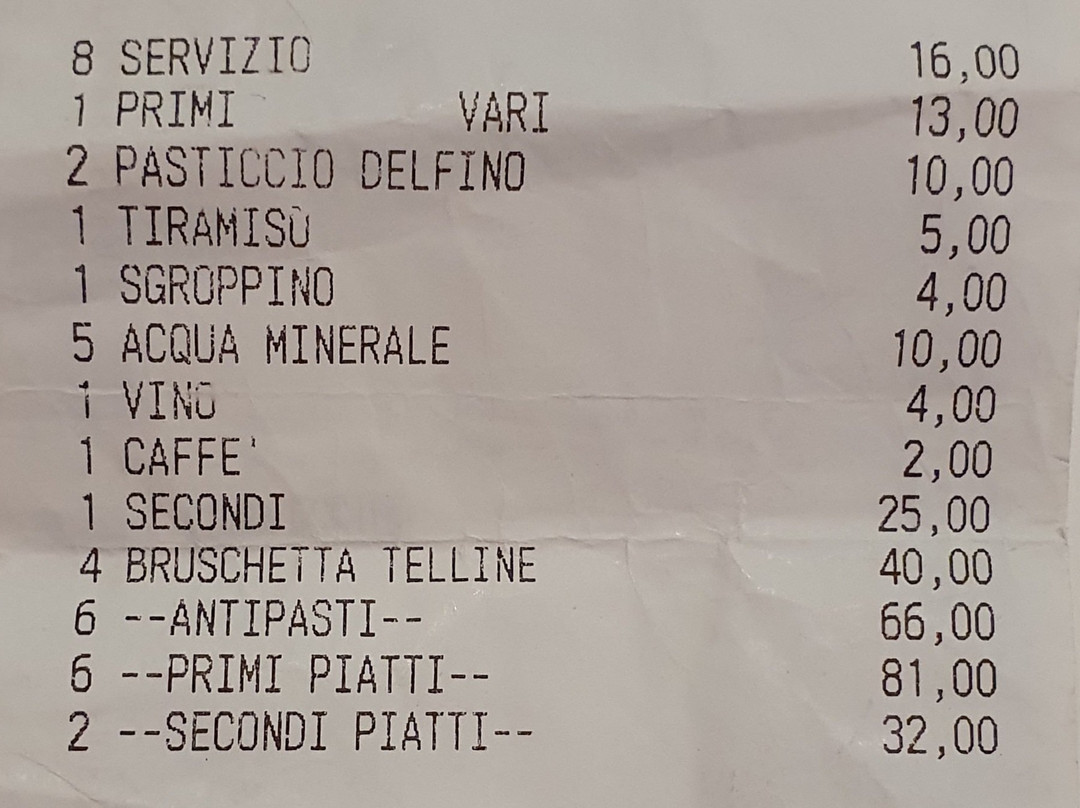 8 SERVIZIO 16,00
1 PRIMI VARI 13,00
2 PASTICCIO DELFINO 10,00
1 TIRAMISÙ 5,00
1 SGROPPINO 4,00
5 ACQUA MINERALE 10,00
1 VINO 4,00
1 CAFFE' 2,00
1 SECONDI 25,00
4 BRUSCHETTA TELLINE 40,00
6 --ANTIPASTI-- 66,00
6 --PRIMI PIATTI-- 81,00
2 --SECONDI PIATTI-- 32,00